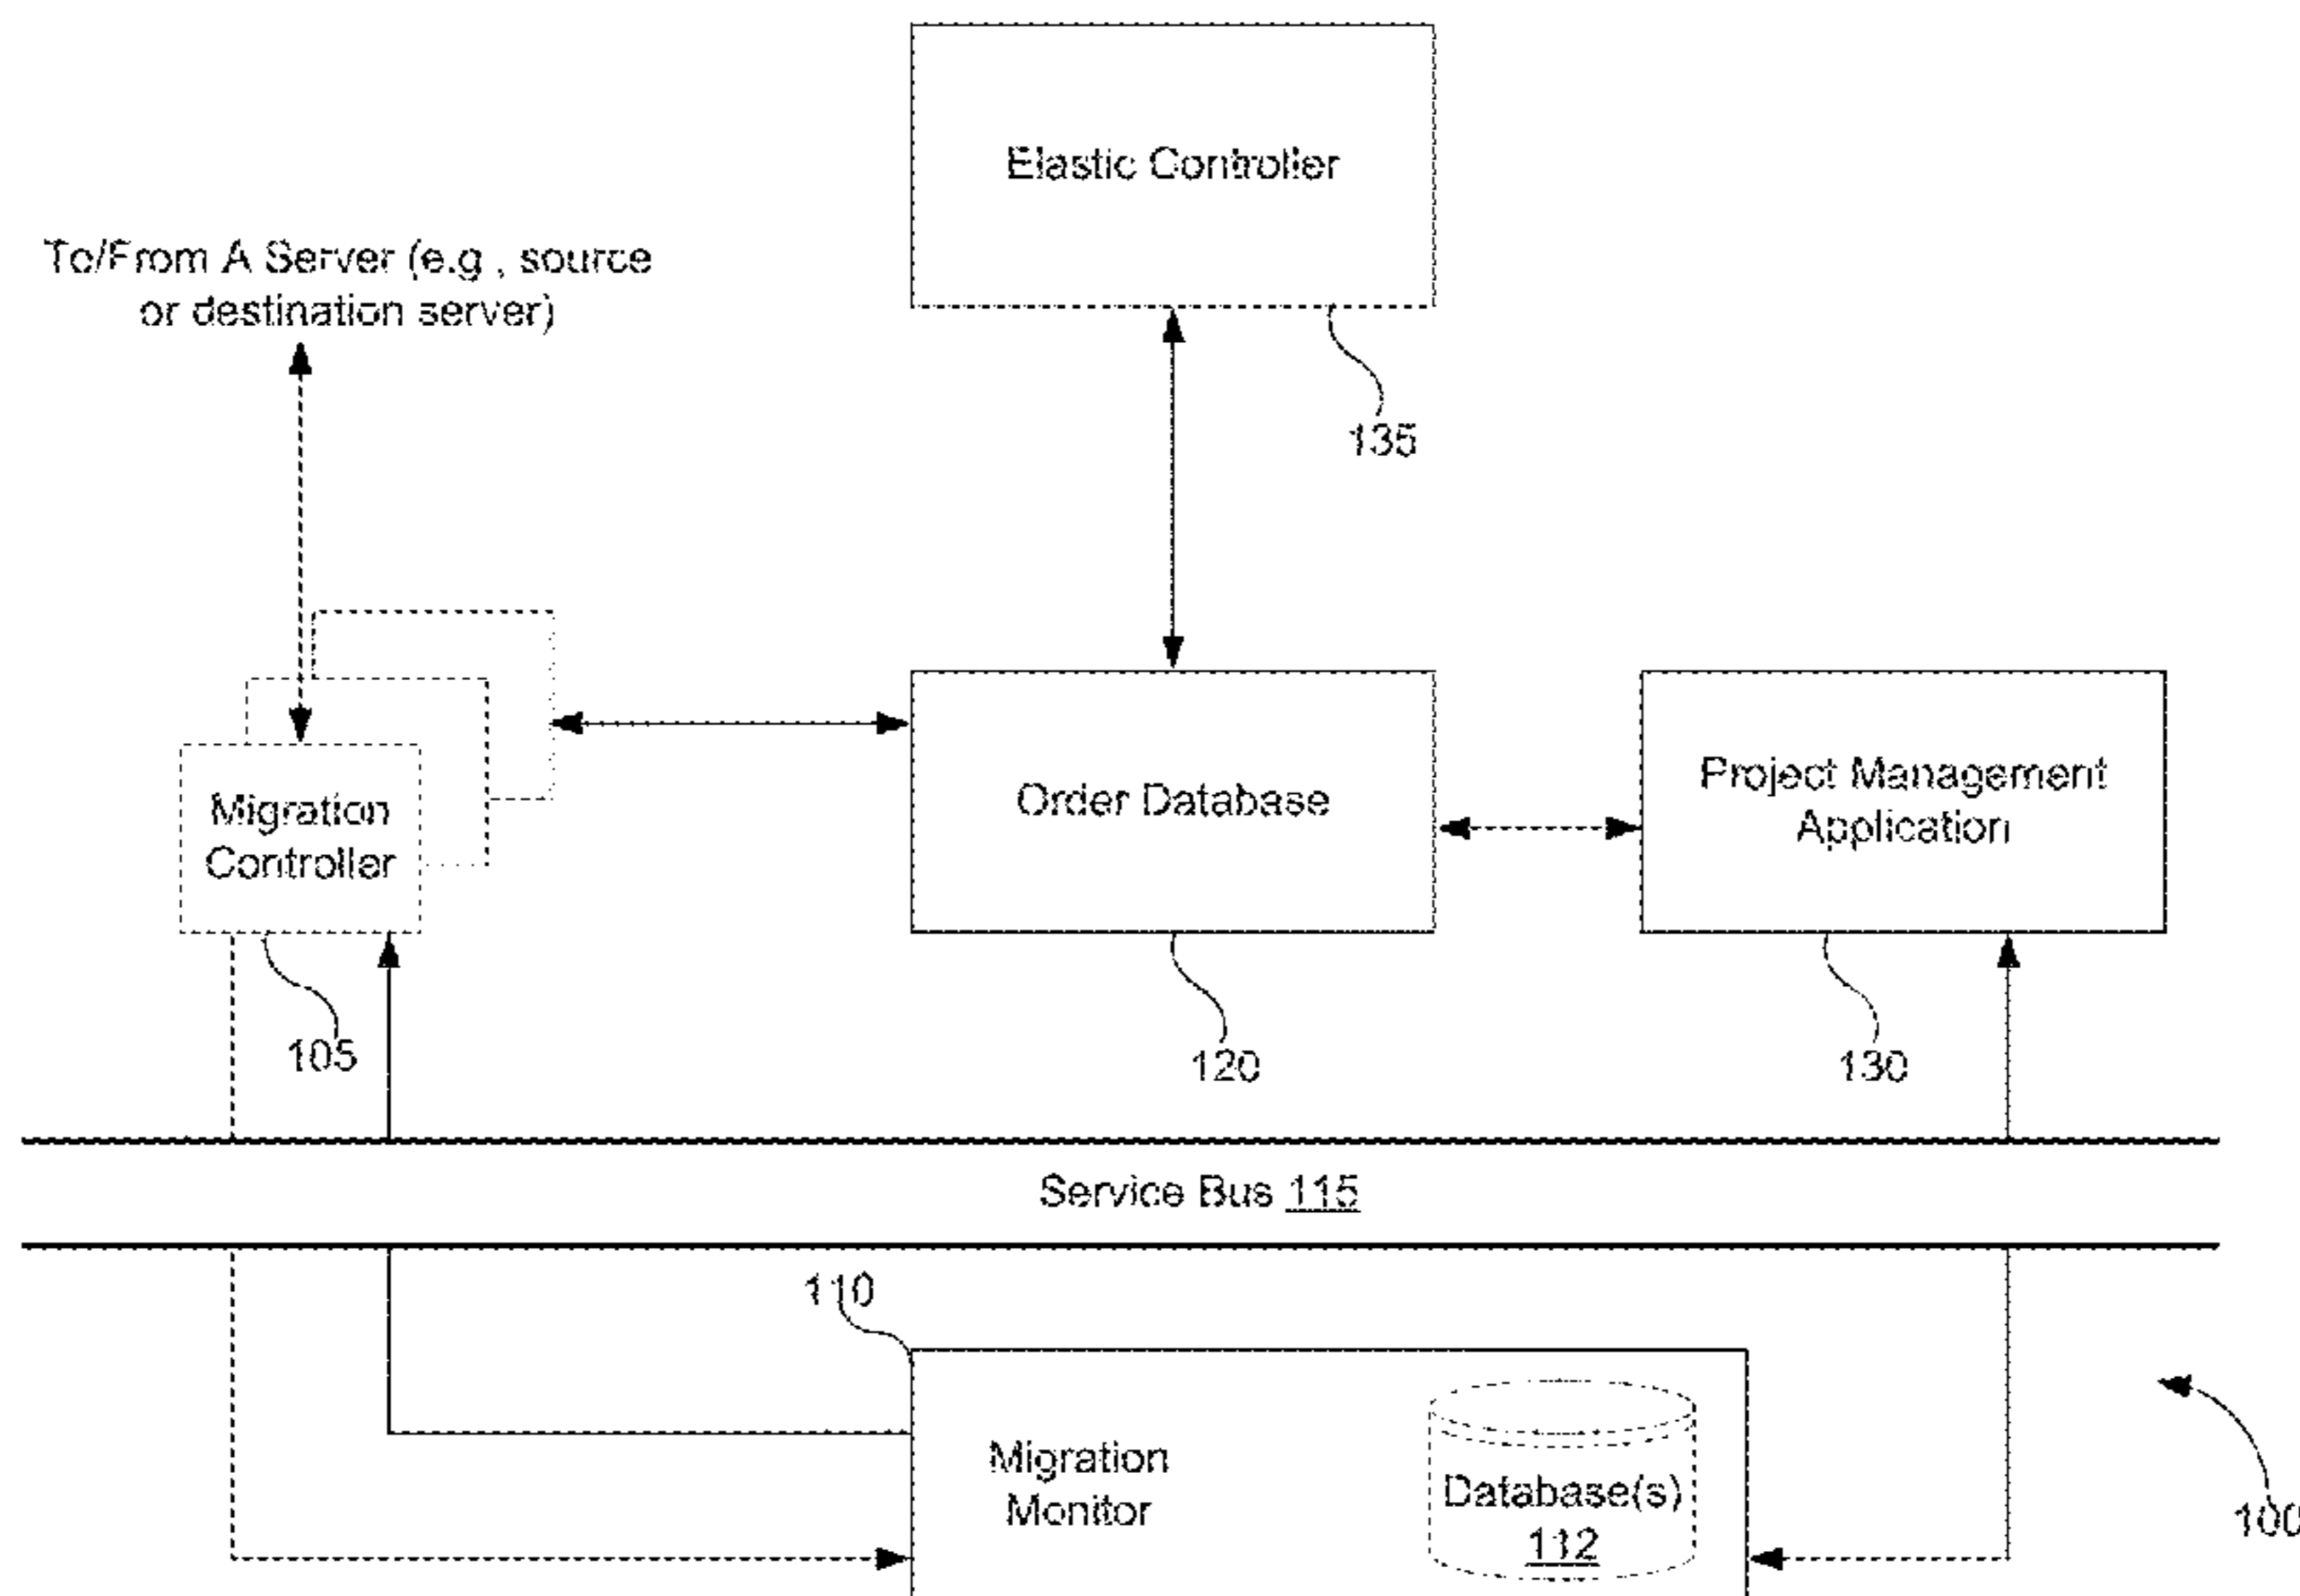 Elastic Controller
To/From A Server (e.g., source
or destination server)
135
Migration
Controller
Order Database
Project Management
Application
105
120
130
Service Bus 115
110
Migration
Monitor
Database(s)
112
100